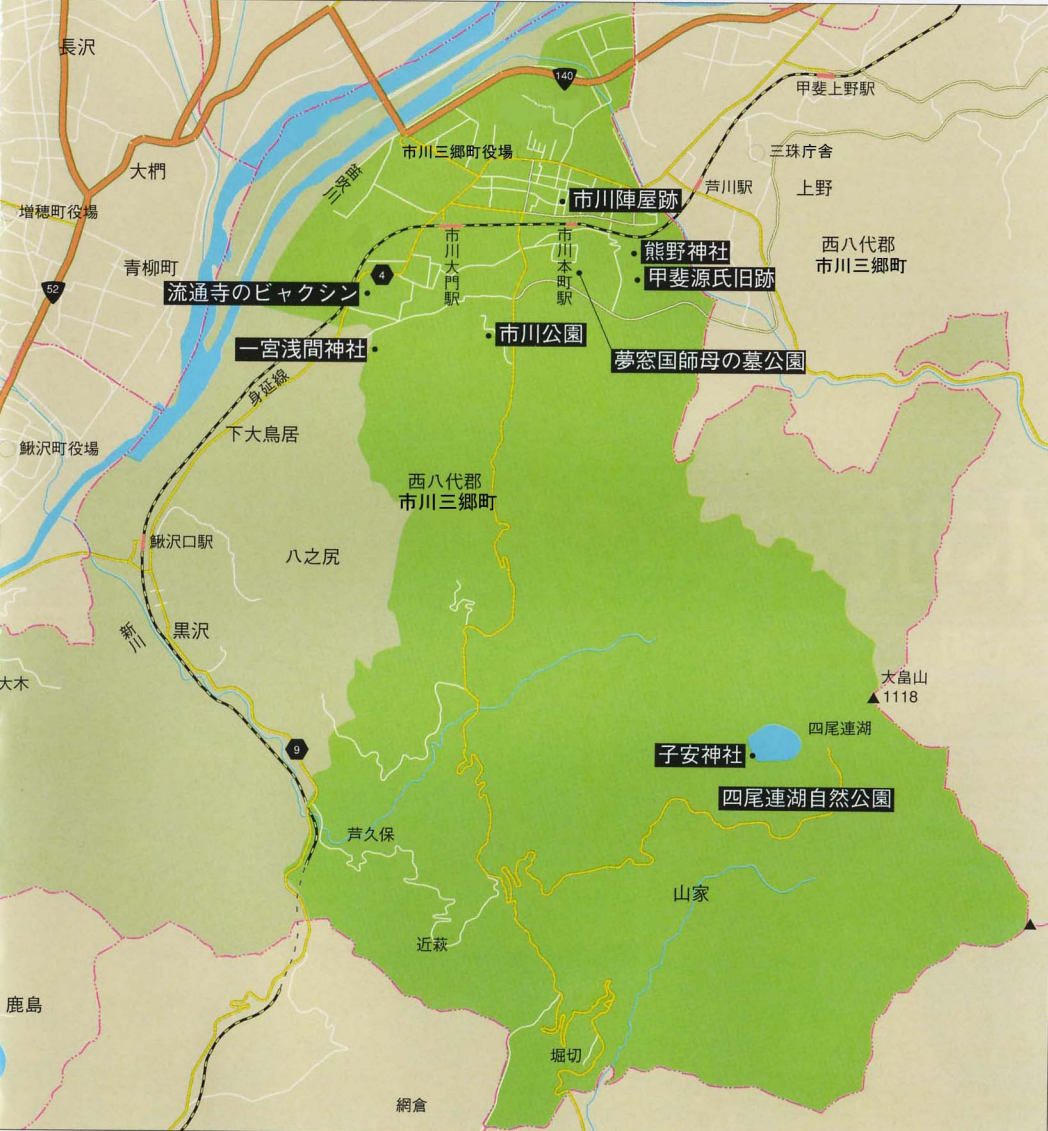 長沢
140
甲斐上野駅
市川三郷町役場
三珠庁舎
大椚
笛吹川
芦川駅
上野
市川陣屋跡
増穂町役場
市川大門駅
市川本町駅
熊野神社
西八代郡
市川三郷町
青柳町
4
甲斐源氏旧跡
52
流通寺のビャクシン
市川公園
一宮浅間神社
夢窓国師母の墓公園
身延線
下大鳥居
鰍沢町役場
西八代郡
市川三郷町
鰍沢口駅
八之尻
新川
黒沢
大木
大畠山
1118
四尾連湖
9
子安神社
四尾連湖自然公園
芦久保
山家
近萩
鹿島
堀切
網倉